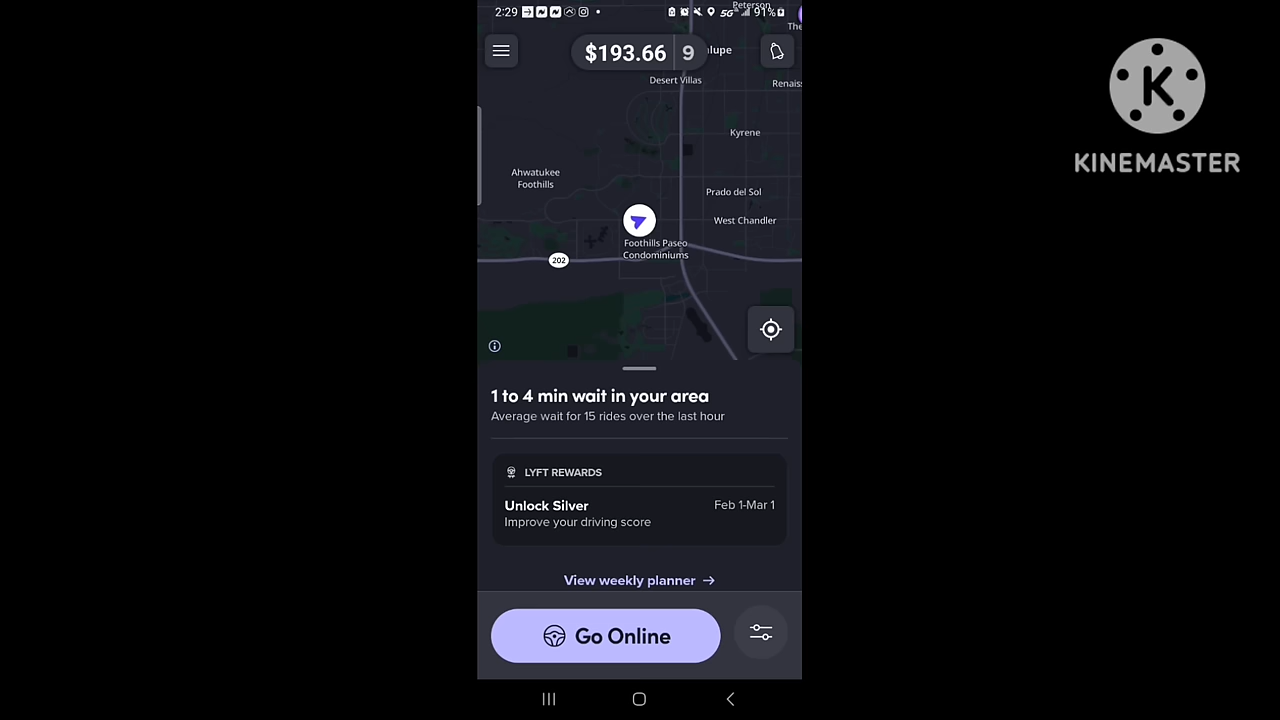 2:29
5G 91%
Peterson
The
$193.66 9
lupe
Desert Villas
Renais
Kyrene
Ahwatukee
Foothills
Prado del Sol
West Chandler
Foothills Paseo
Condominiums
202
1 to 4 min wait in your area
Average wait for 15 rides over the last hour
LYFT REWARDS
Unlock Silver
Feb 1-Mar 1
Improve your driving score
View weekly planner →
Go Online
K
KINEMASTER